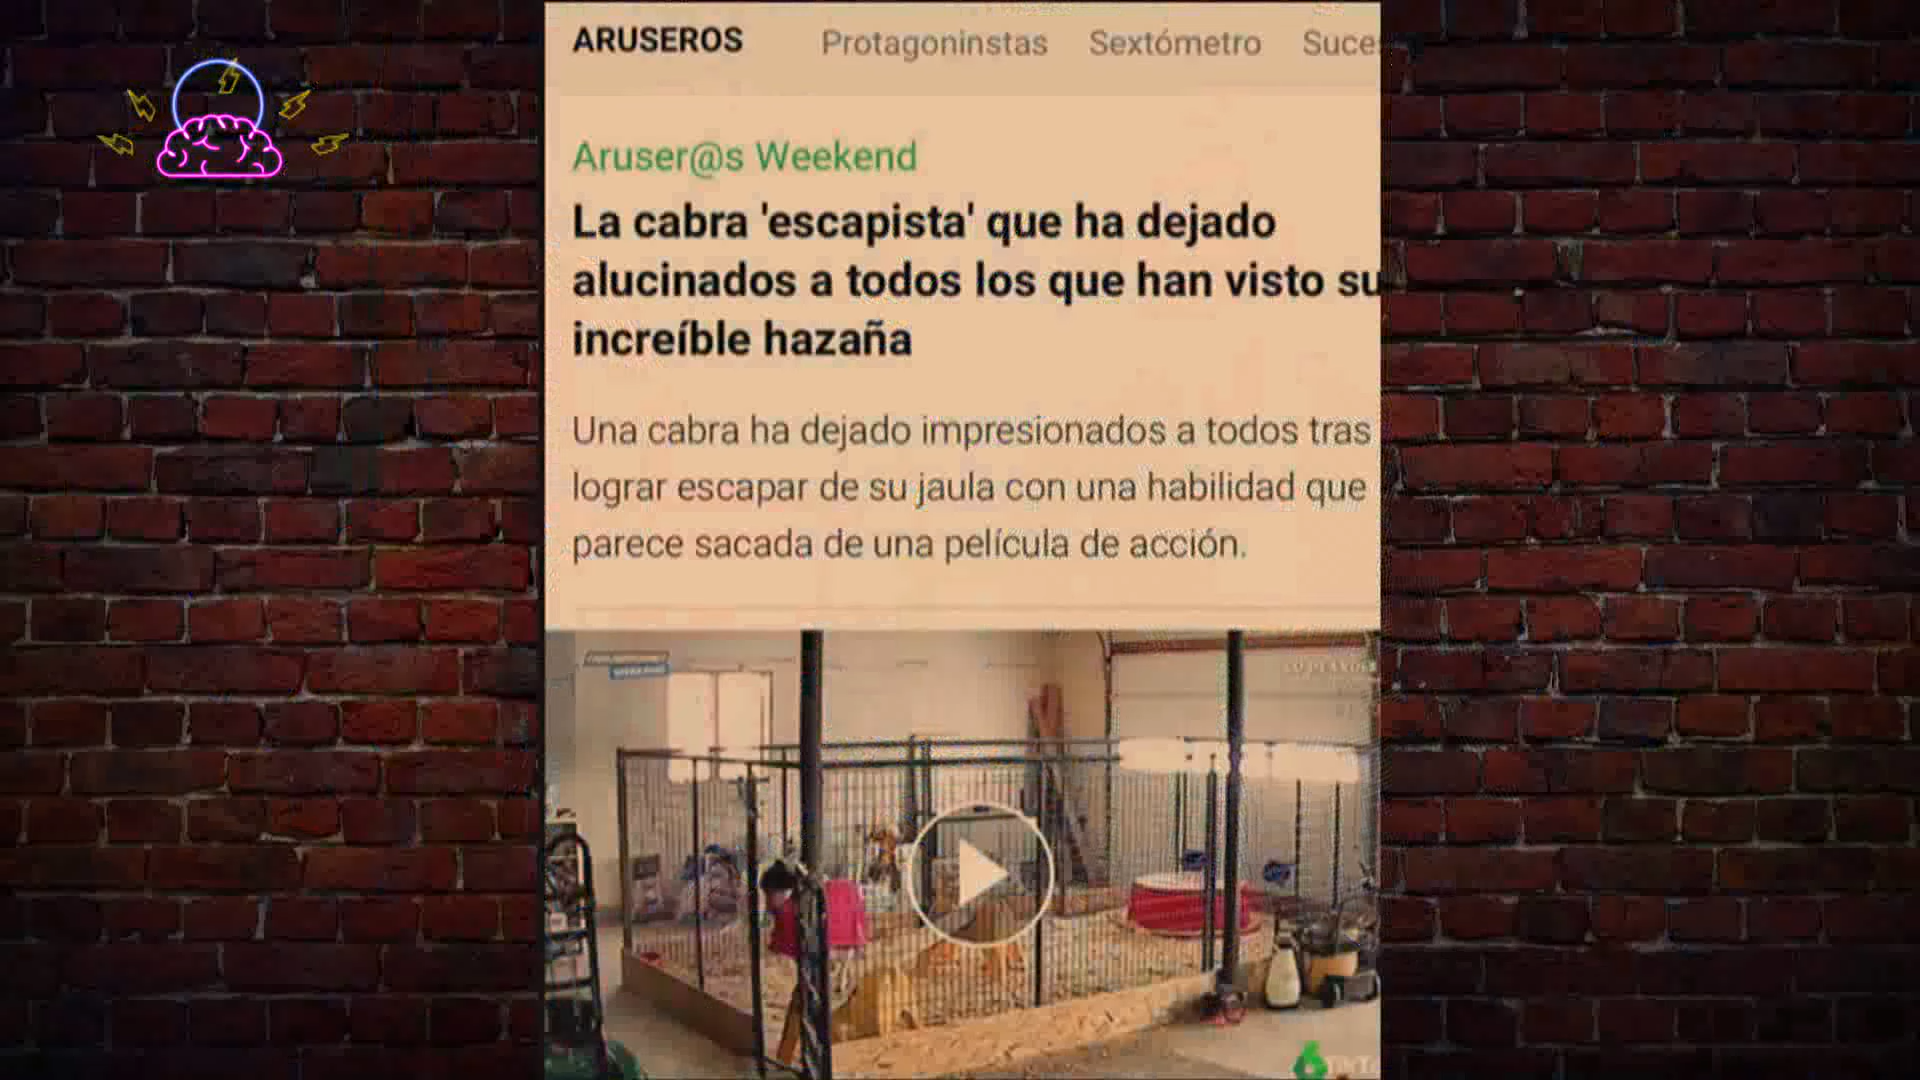 ARUSEROS Protagoninstas Sextómetro Suce
Aruser@s Weekend
La cabra 'escapista' que ha dejado
alucinados a todos los que han visto su
increíble hazaña
Una cabra ha dejado impresionados a todos tras
lograr escapar de su jaula con una habilidad que
parece sacada de una película de acción.
6